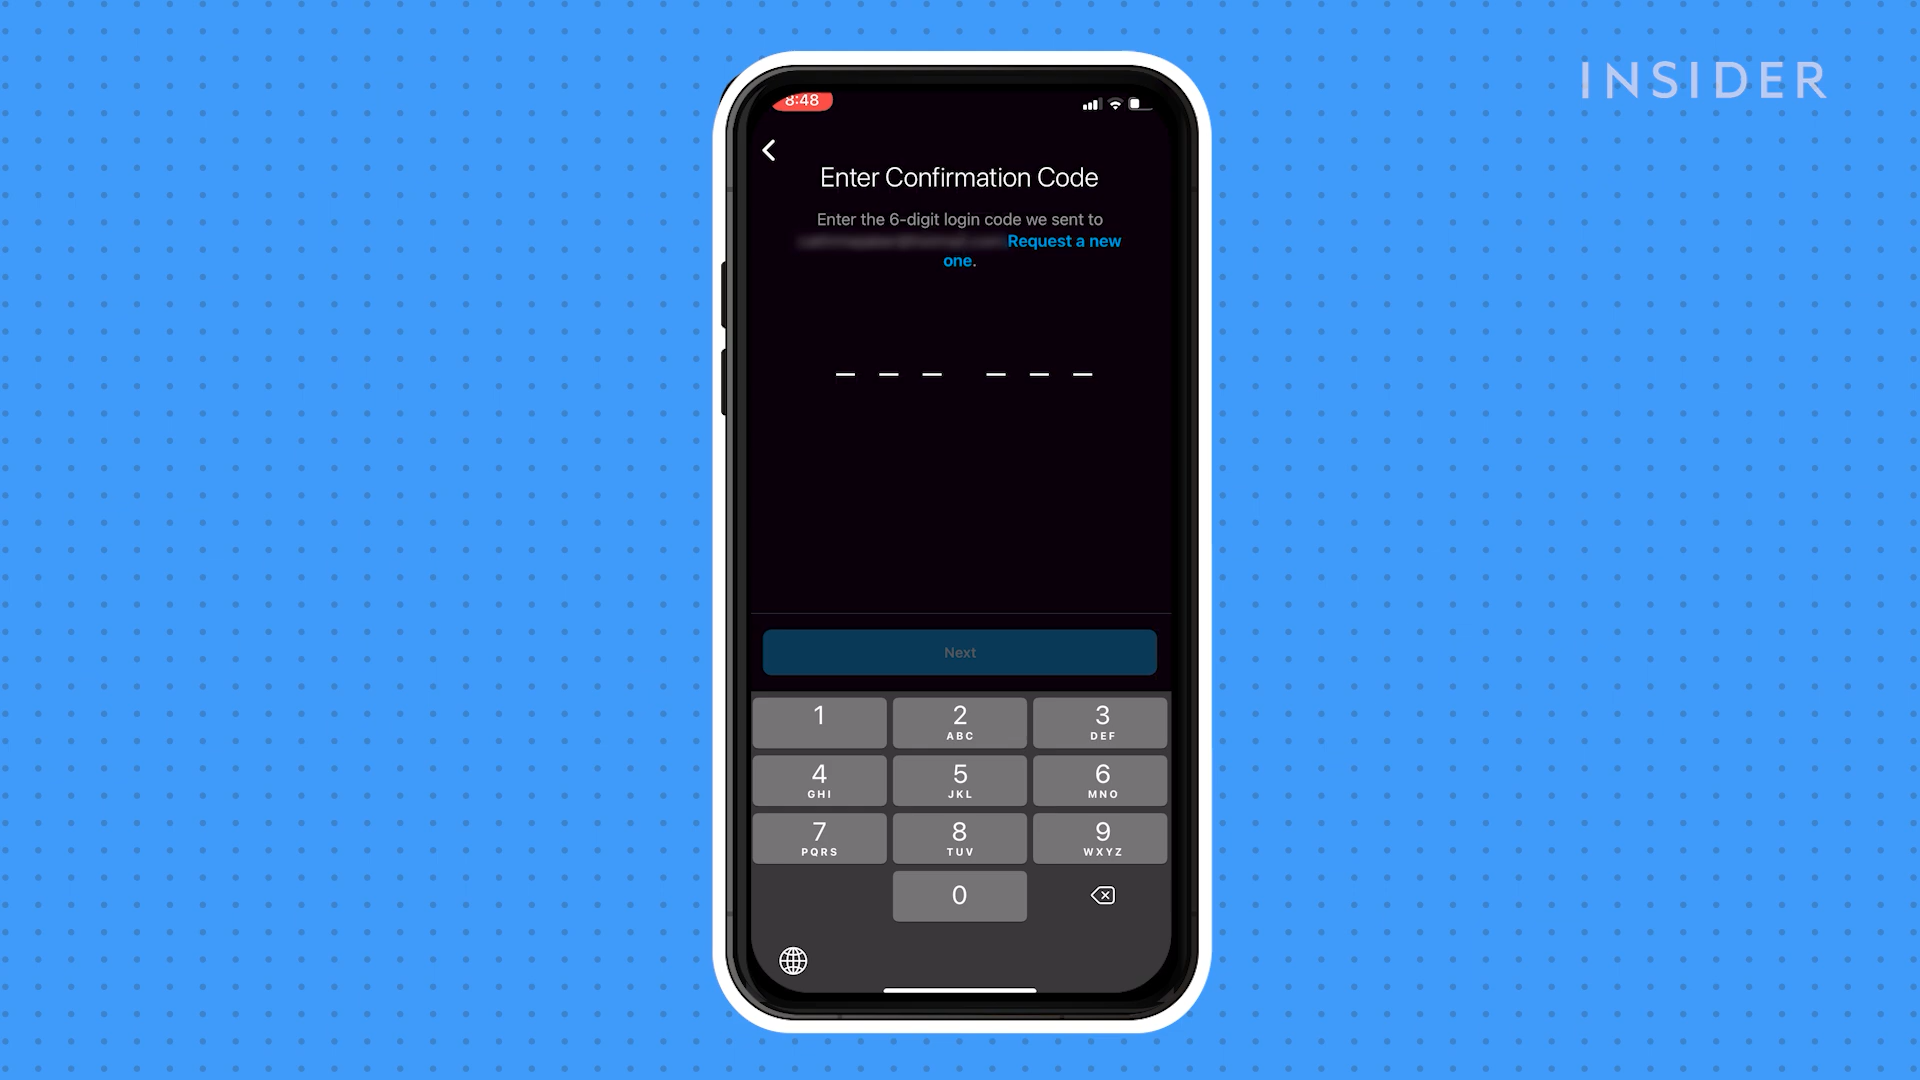 INSIDER
8:48
Enter Confirmation Code
Enter the 6-digit login code we sent to
Request a new
one.
Next
1
2
3
ABC
DEF
4
5
6
GHI
JKL
MNO
7
8
9
PQRS
TUV
WXYZ
0